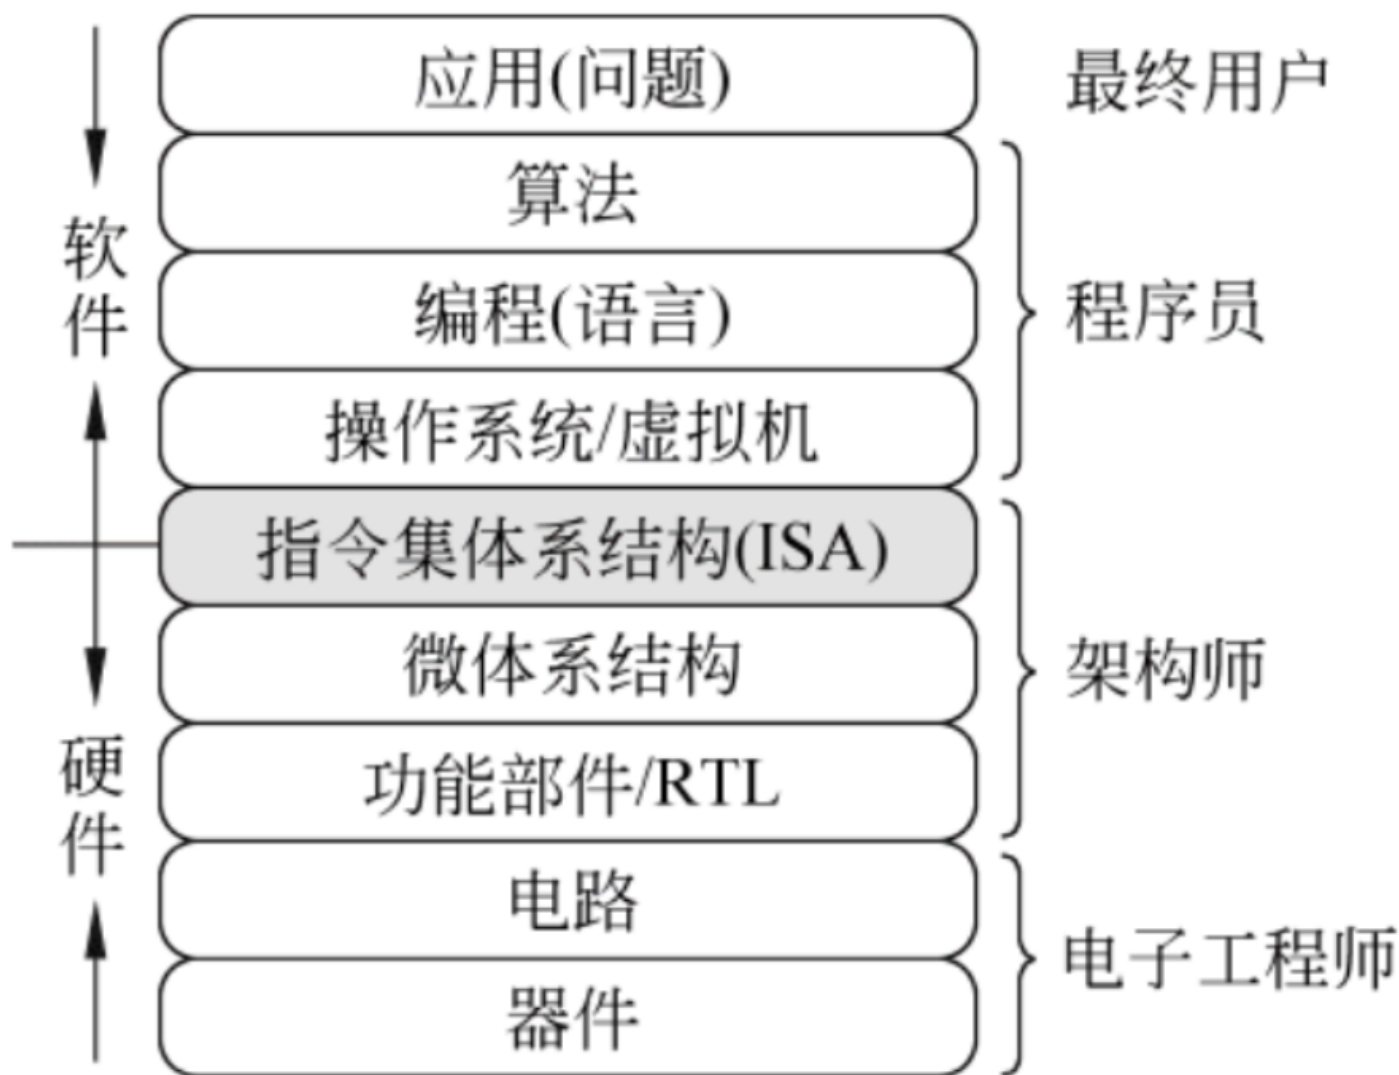 应用(问题)
最终用户
算法
编程(语言)
操作系统/虚拟机
程序员
软件
指令集体系结构(ISA)
微体系结构
功能部件/RTL
架构师
硬件
电路
器件
电子工程师